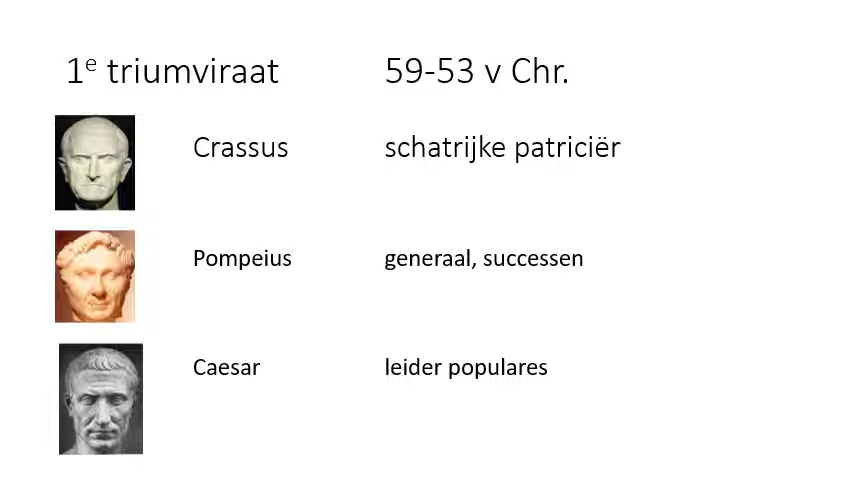 1e triumviraat 59-53 v Chr.
Crassus schatrijke patriciër
Pompeius generaal, successen
Caesar leider populares